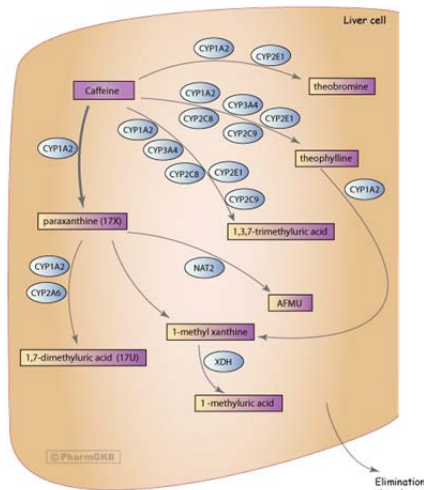 Liver cell
CYP1A2
CYP2E1
Caffeine
theobromine
CYP1A2
CYP3A4
CYP2C8
CYP2E1
CYP2C9
CYP1A2
CYP1A2
CYP3A4
theophylline
CYP2C8
CYP2E1
CYP1A2
CYP2C9
paraxanthine (17X)
1,3,7-trimethyluric acid
CYP1A2
NAT2
CYP2A6
AFMU
1-methyl xanthine
1,7-dimethyluric acid (17U)
XDH
1 -methyluric acid
© PharmGKB
Elimination